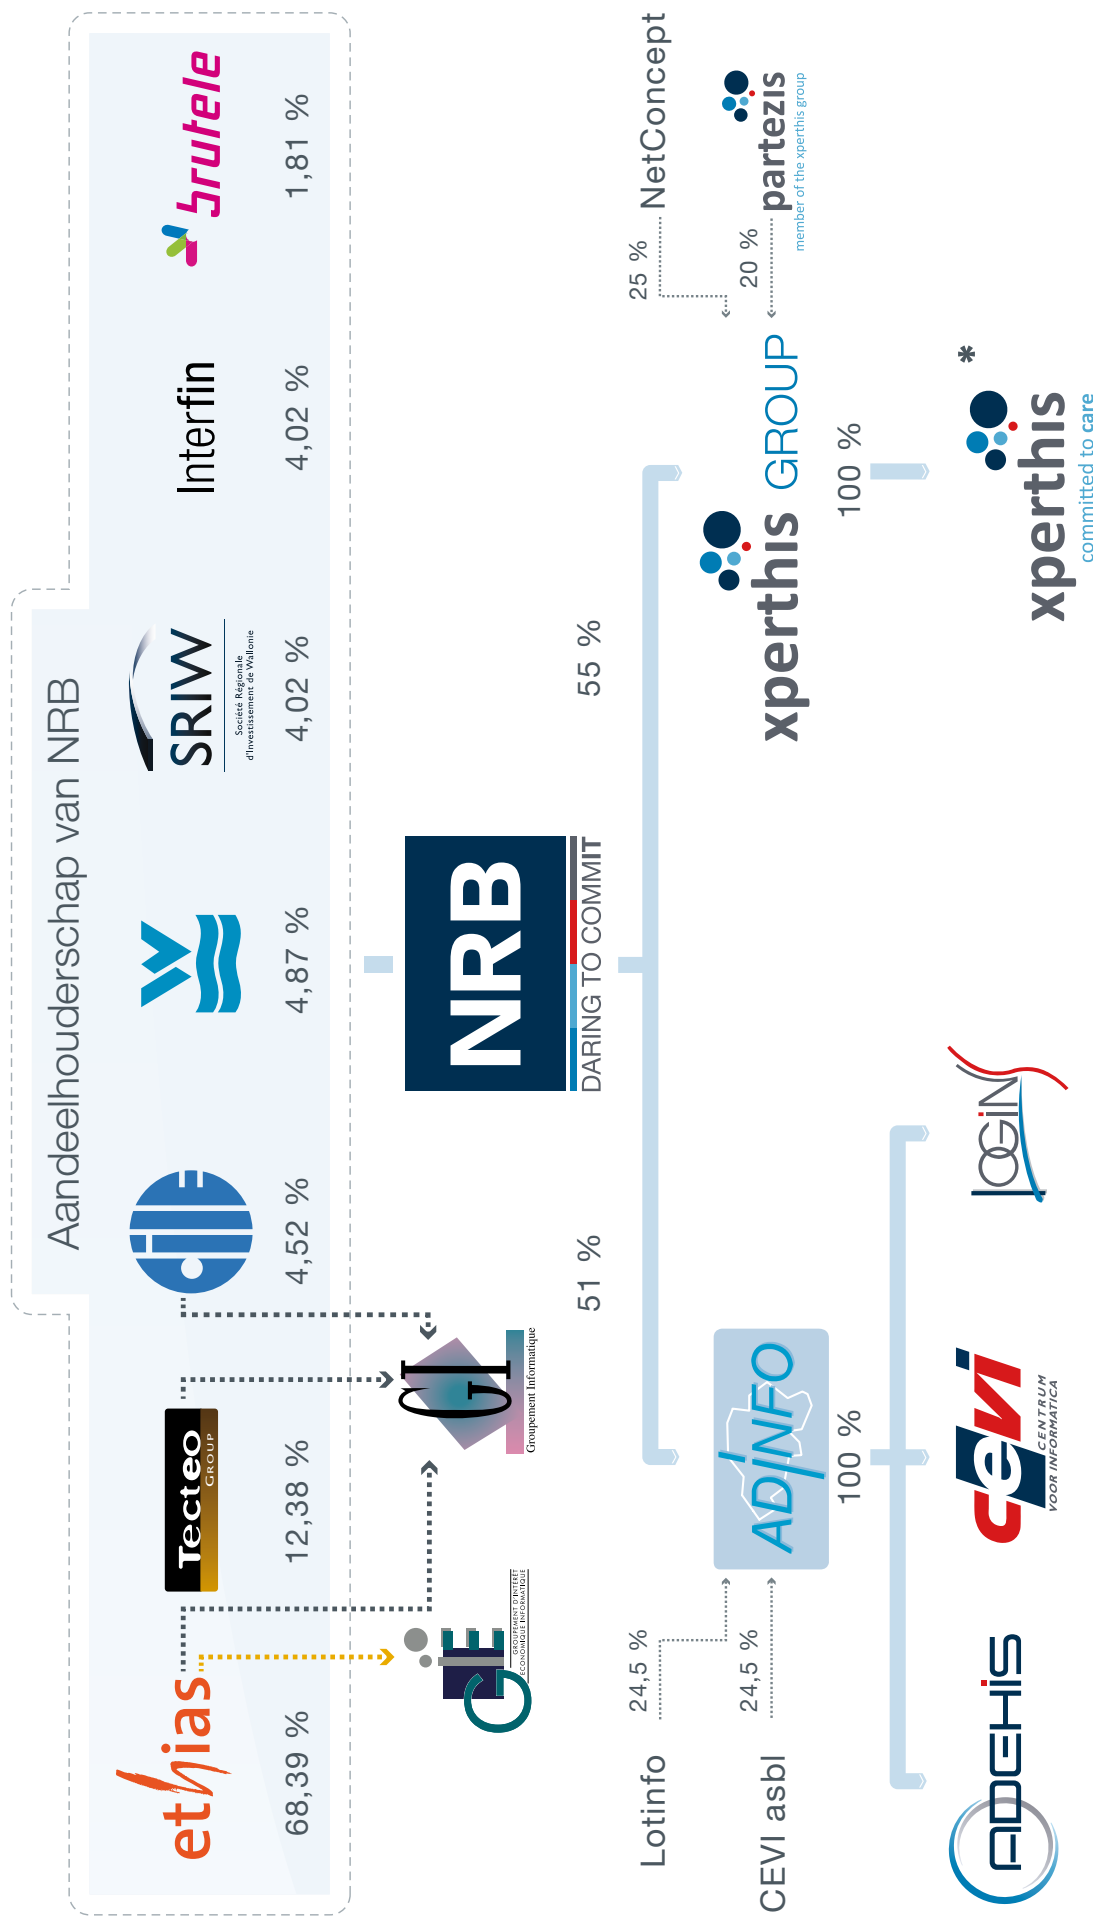 Aandeelhouderschap van NRB
ethias
68,39 %
Tecteo
GROUP
12,38 %
4,52 %
W
4,87 %
SRIW
Société Régionale
d'Investissement de Wallonie
4,02 %
Interfin
4,02 %
brutele
1,81 %
GIE
GROUPEMENT D'INTÉRÊT
ECONOMIQUE INFORMATIQUE
GI
Groupement Informatique
NRB
DARING TO COMMIT
51 %
55 %
Lotinfo
24,5 %
CEVI asbl
24,5 %
ADINFO
100 %
NetConcept
25 %
20 %
partezis
member of the xperthis group
xperthis GROUP
100 %
ADEHIS
cevi
CENTRUM
VOOR INFORMATICA
LOGiN
xperthis *
committed to care